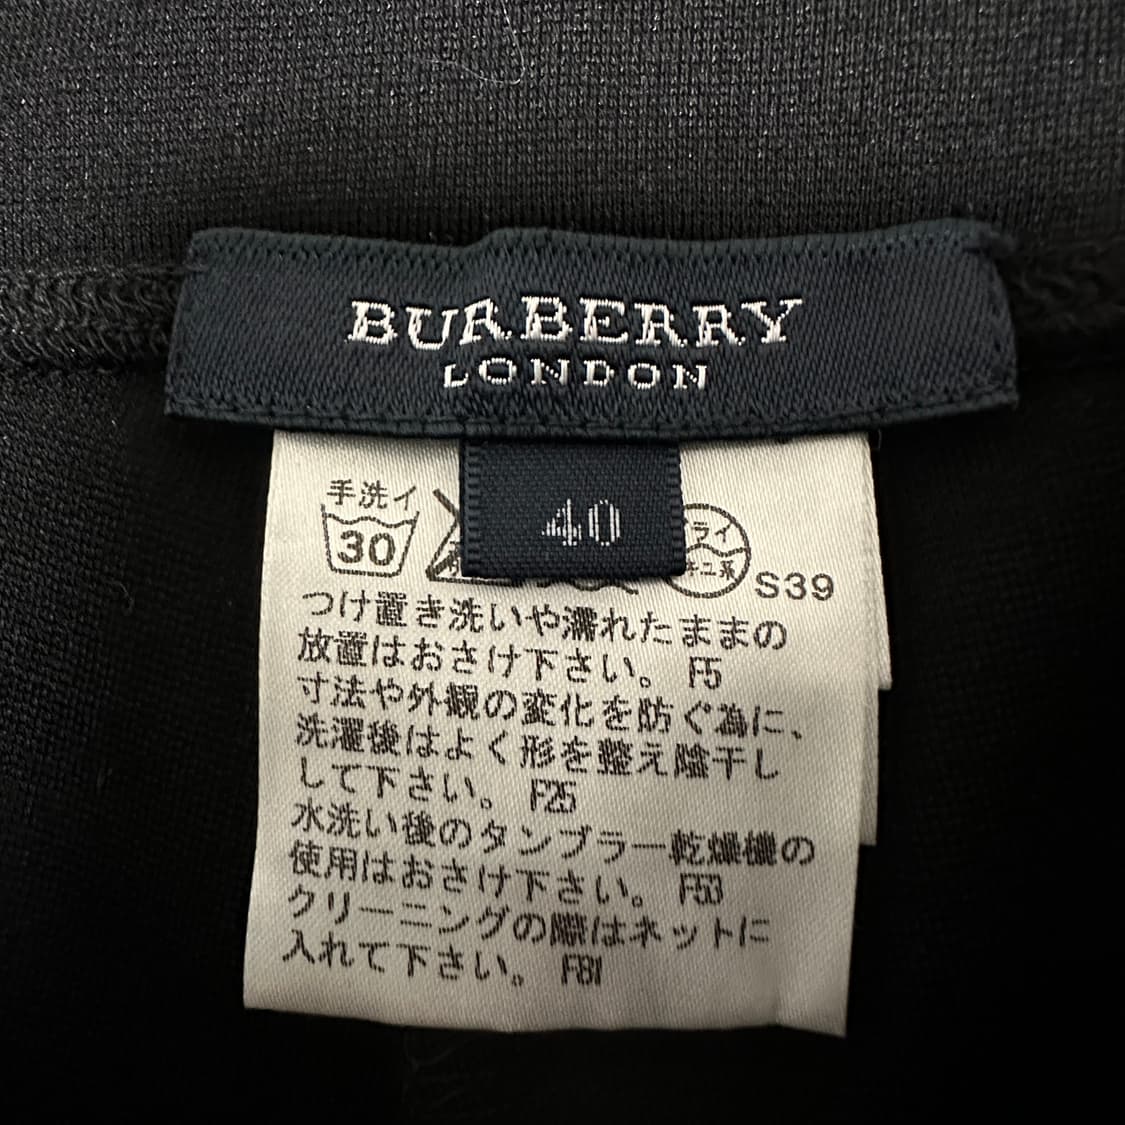 BURBERRY
LONDON
40
手洗イ
30
S39
つけ置き洗いや濡れたままの
放置はおさけ下さい。 F5
寸法や外観の変化を防ぐ為に、
洗濯後はよく形を整え陰干し
して下さい。 F25
水洗い後のタンブラー乾燥機の
使用はおさけ下さい。 F53
クリーニングの際はネットに
入れて下さい。 F81